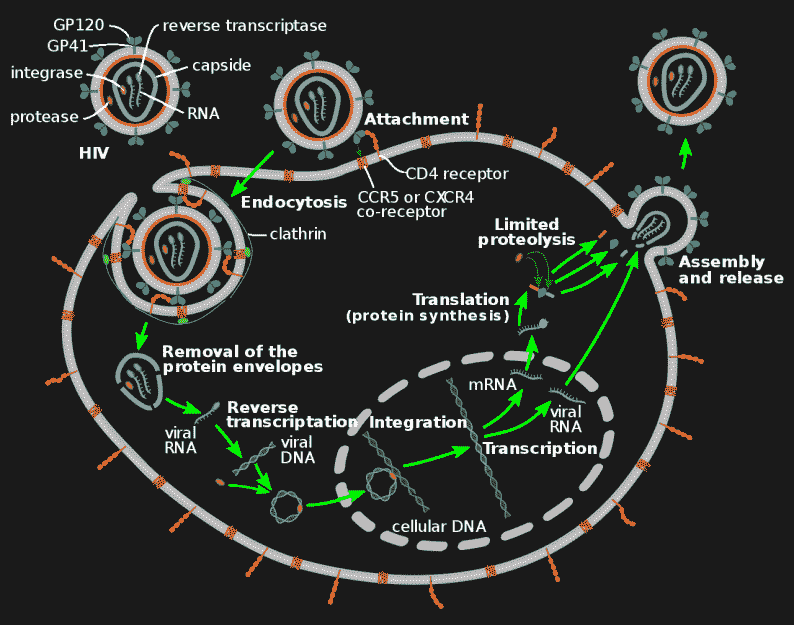 GP120
GP41
integrase
protease
reverse transcriptase
capside
RNA
HIV
Attachment
CD4 receptor
CCR5 or CXCR4
co-receptor
Endocytosis
clathrin
Removal of the
protein envelopes
viral
RNA
Reverse
transcriptation
viral
DNA
Integration
cellular DNA
Transcription
mRNA
viral
RNA
Translation
(protein synthesis)
Limited
proteolysis
Assembly
and release